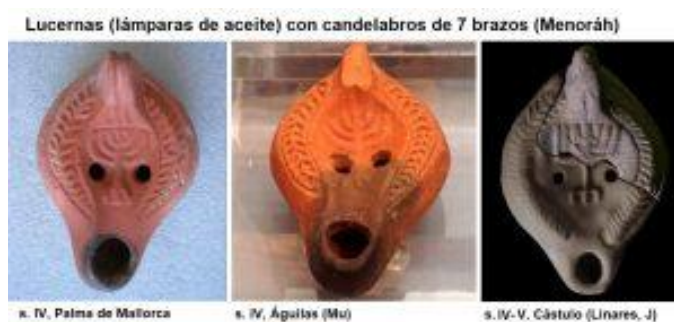 Lucernas (lámparas de aceite) con candelabros de 7 brazos (Menoráh)
s. IV, Palma de Mallorca
s. IV, Águilas (Mu)
s. IV-V. Cástulo (Linares, J)